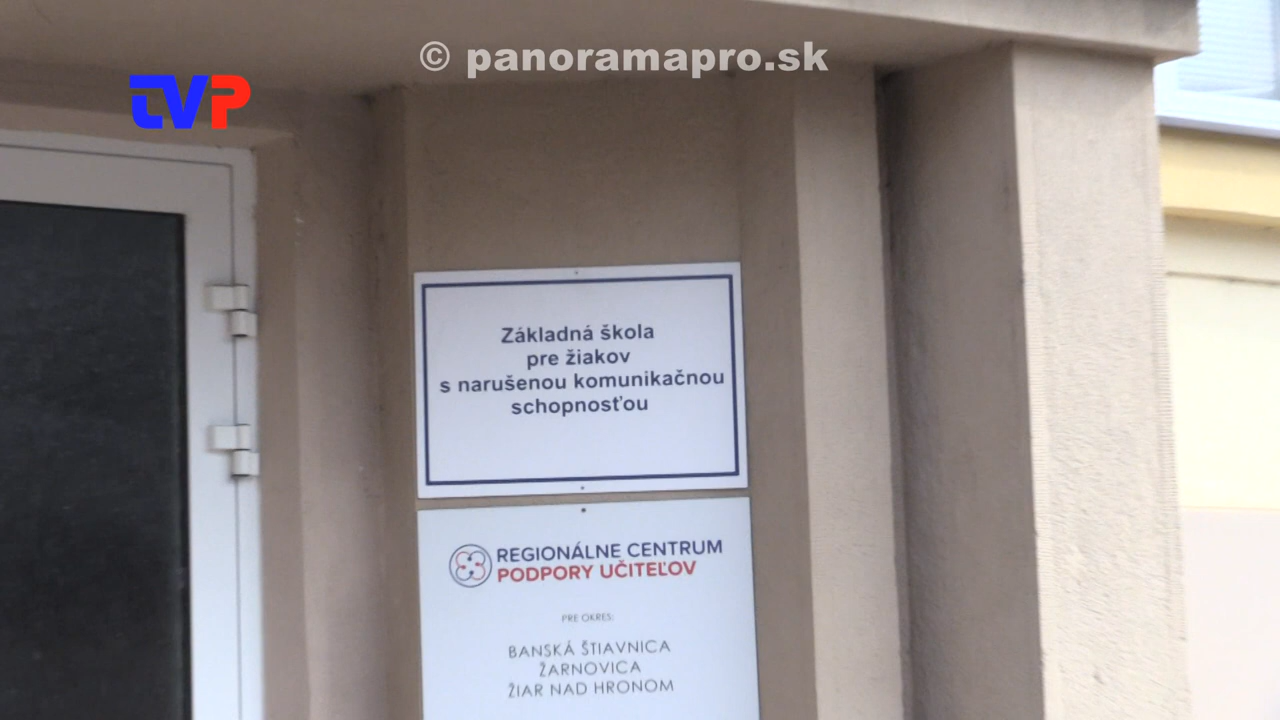 © panoramapro.sk
TVP
Základná škola
pre žiakov
s narušenou komunikačnou
schopnosťou
REGIONÁLNE CENTRUM
PODPORY UČITEĽOV
PRE OKRES:
BANSKÁ ŠTIAVNICA
ŽARNOVICA
ŽIAR NAD HRONOM